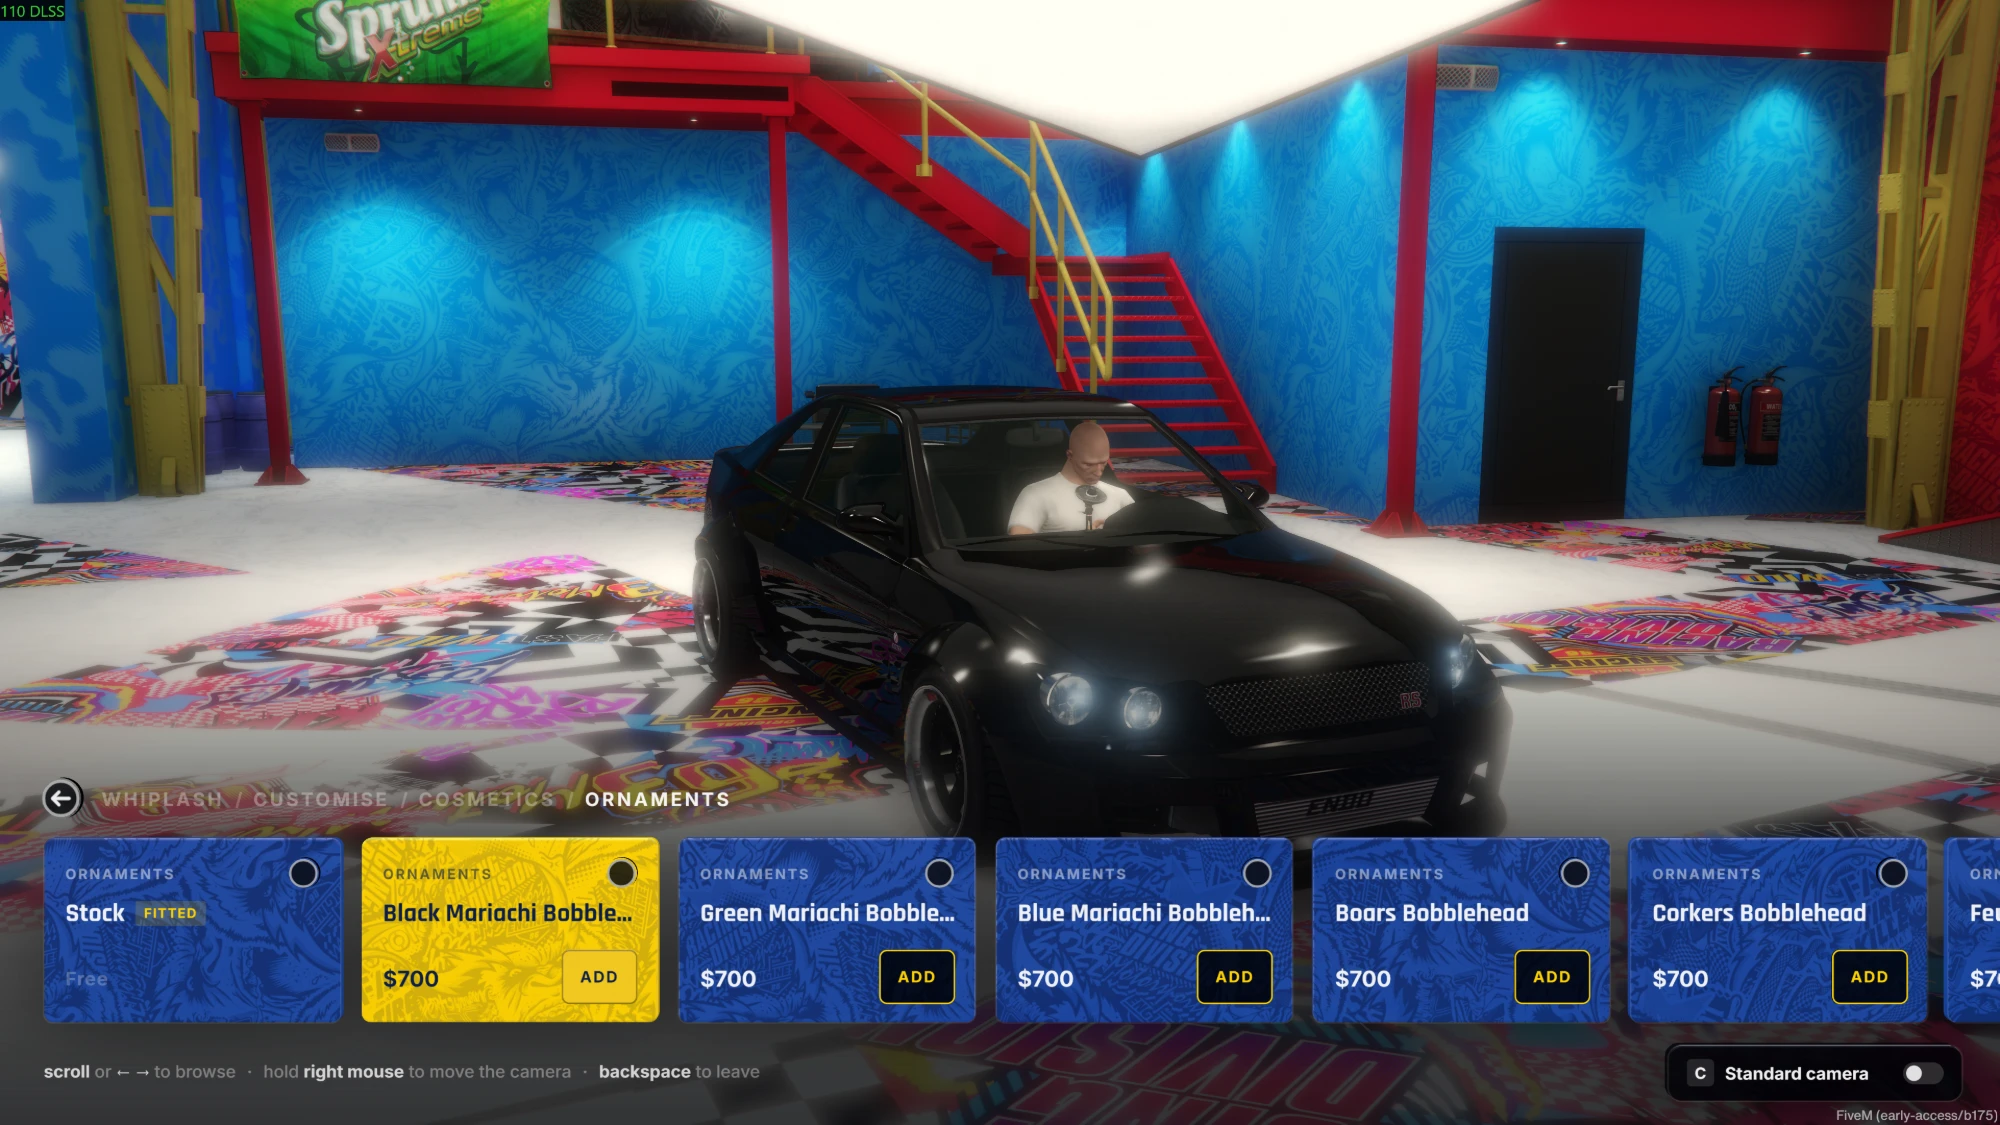 110 DLSS
Sprunk
Xtreme
RS
ENDO
WHIPLASH / CUSTOMISE / COSMETICS / ORNAMENTS
ORNAMENTS
Stock FITTED
Free
ORNAMENTS
Black Mariachi Bobble...
$700 ADD
ORNAMENTS
Green Mariachi Bobble...
$700 ADD
ORNAMENTS
Blue Mariachi Bobbleh...
$700 ADD
ORNAMENTS
Boars Bobblehead
$700 ADD
ORNAMENTS
Corkers Bobblehead
$700 ADD
scroll or ← → to browse · hold right mouse to move the camera · backspace to leave
C Standard camera
FiveM (early-access/b175)